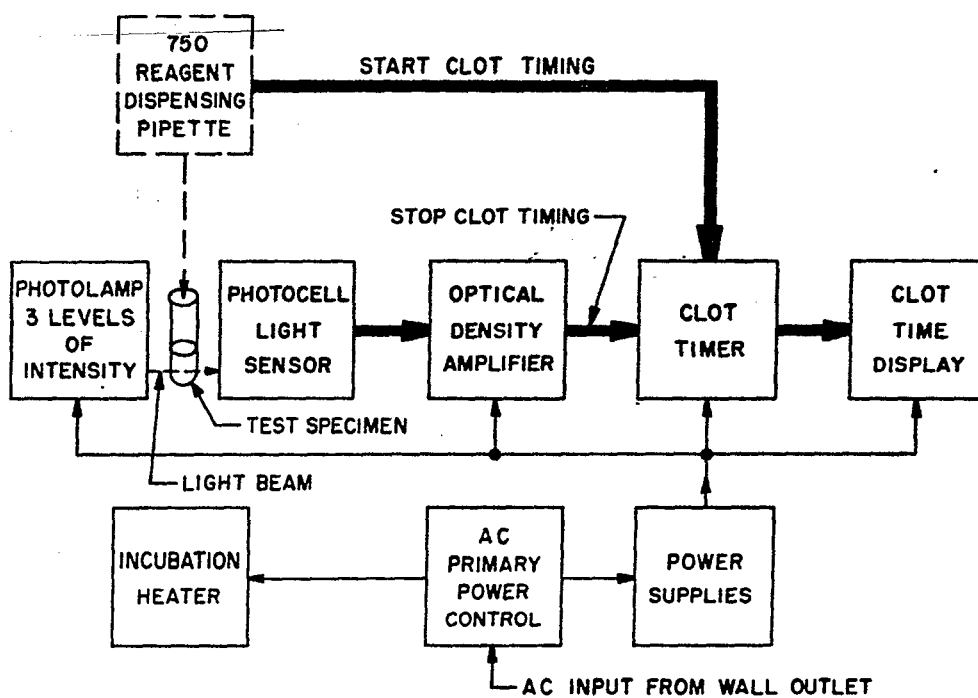 750
REAGENT
DISPENSING
PIPETTE
START CLOT TIMING
STOP CLOT TIMING
PHOTOLAMP
3 LEVELS
OF
INTENSITY
PHOTOCELL
LIGHT
SENSOR
OPTICAL
DENSITY
AMPLIFIER
CLOT
TIMER
CLOT
TIME
DISPLAY
TEST SPECIMEN
LIGHT BEAM
INCUBATION
HEATER
AC
PRIMARY
POWER
CONTROL
POWER
SUPPLIES
AC INPUT FROM WALL OUTLET